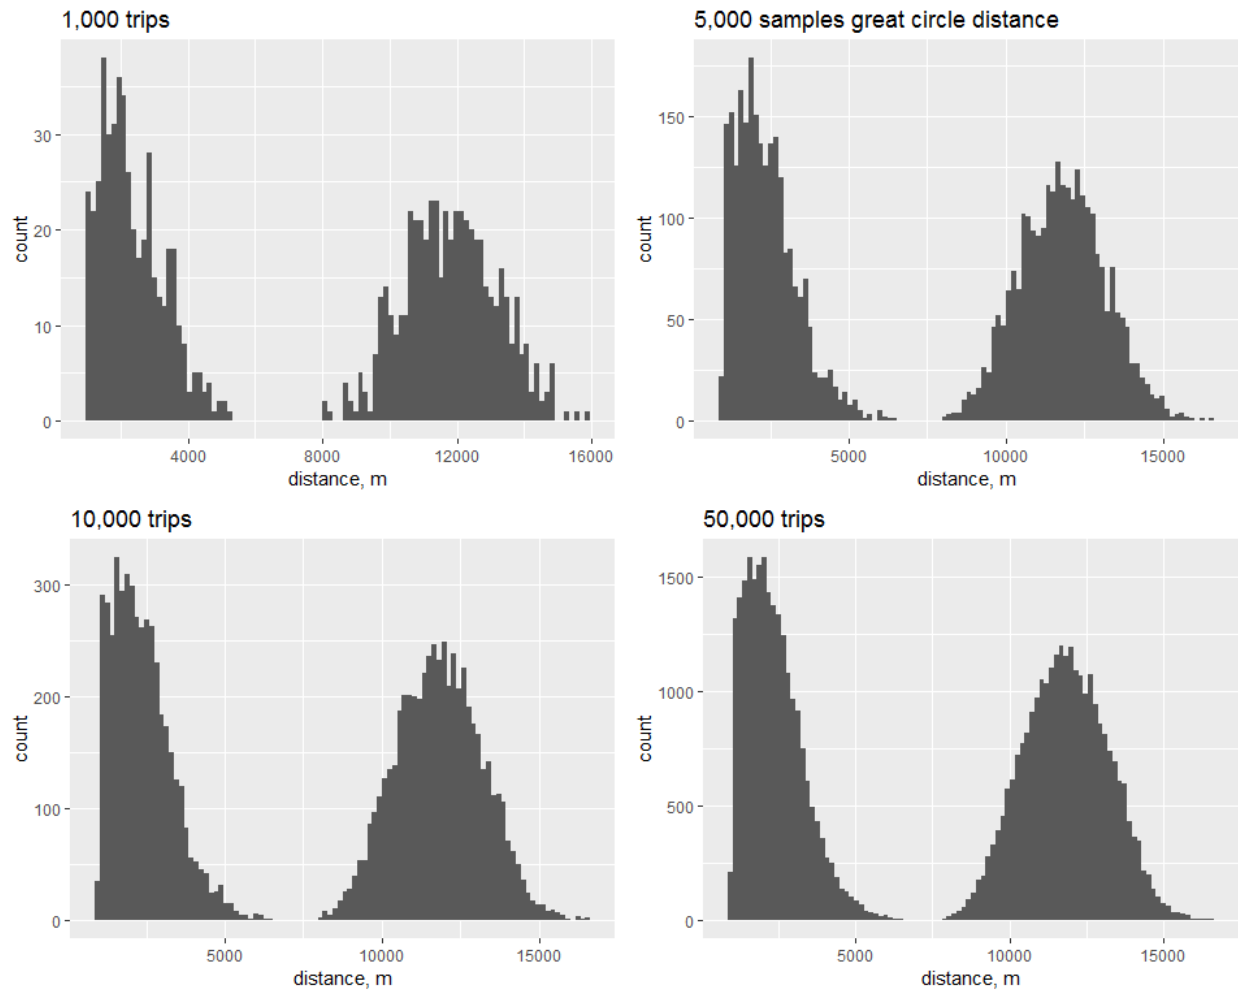 1,000 trips
30
20
10
0
count
4000
8000
12000
16000
distance, m
5,000 samples great circle distance
150
100
50
0
count
5000
10000
15000
distance, m
10,000 trips
300
200
100
0
count
5000
10000
15000
distance, m
50,000 trips
1500
1000
500
0
count
5000
10000
15000
distance, m